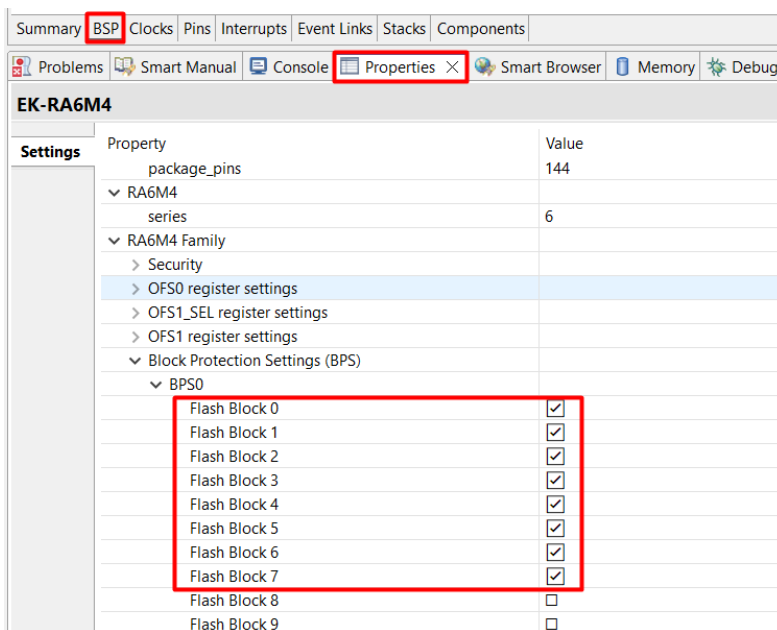 Summary BSP Clocks Pins Interrupts Event Links Stacks Components
Problems Smart Manual Console Properties Smart Browser Memory Debug
EK-RA6M4
Settings
Property Value
package_pins 144
RA6M4
series 6
RA6M4 Family
Security
OFS0 register settings
OFS1_SEL register settings
OFS1 register settings
Block Protection Settings (BPS)
BPS0
Flash Block 0
Flash Block 1
Flash Block 2
Flash Block 3
Flash Block 4
Flash Block 5
Flash Block 6
Flash Block 7
Flash Block 8
Flash Block 9